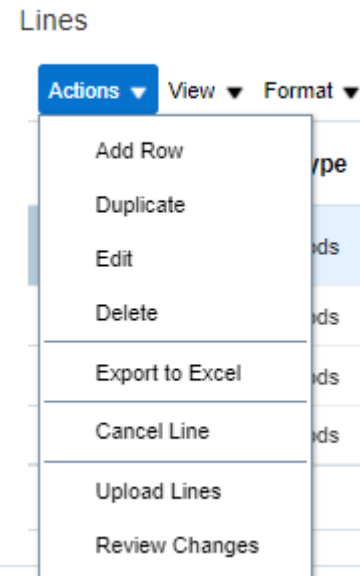 Lines
Actions View Format
Add Row
Duplicate
Edit
Delete
Export to Excel
Cancel Line
Upload Lines
Review Changes